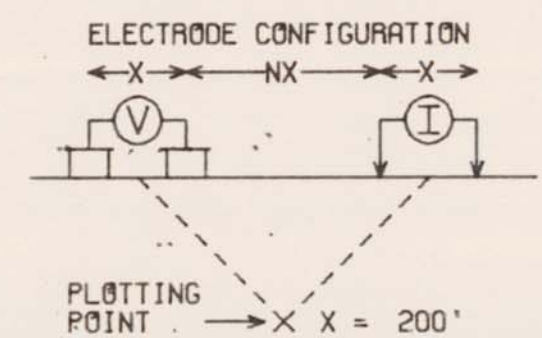 ELECTRODE CONFIGURATION
X NX X
V I
PLOTTING
POINT X X = 200'